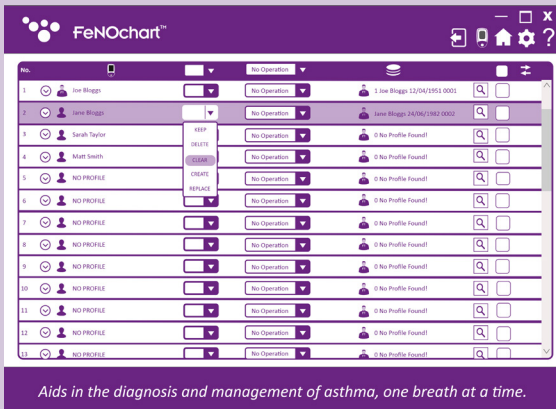 FeNOchart™
No. No Operation
1 Joe Bloggs No Operation 1 Joe Bloggs 12/04/1951 0001
2 Jane Bloggs No Operation Jane Bloggs 24/06/1982 0002
KEEP
3 Sarah Taylor No Operation 0 No Profile Found!
DELETE
4 Matt Smith CLEAR No Operation 0 No Profile Found!
CREATE
5 NO PROFILE No Operation 0 No Profile Found!
REPLACE
6 NO PROFILE No Operation 0 No Profile Found!
7 NO PROFILE No Operation 0 No Profile Found!
8 NO PROFILE No Operation 0 No Profile Found!
9 NO PROFILE No Operation 0 No Profile Found!
10 NO PROFILE No Operation 0 No Profile Found!
11 NO PROFILE No Operation 0 No Profile Found!
12 NO PROFILE No Operation 0 No Profile Found!
13 NO PROFILE No Operation 0 No Profile Found!
Aids in the diagnosis and management of asthma, one breath at a time.